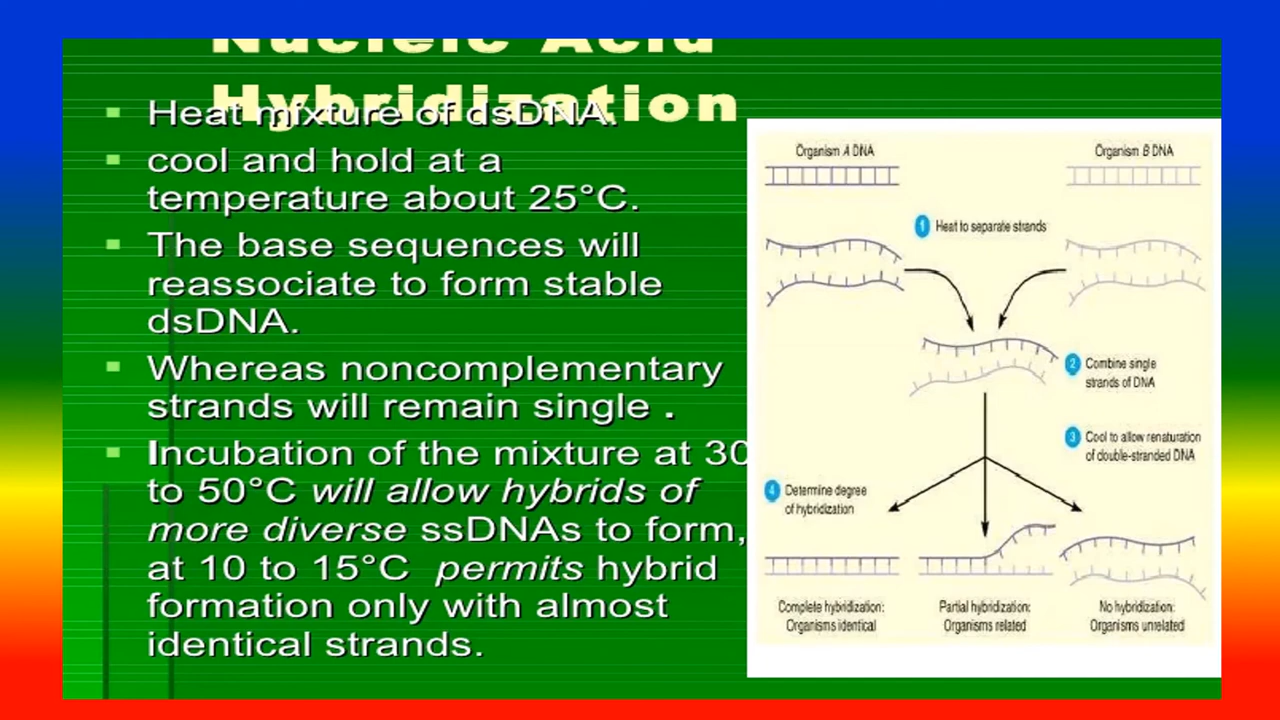 Nucleic Acid
Hybridization
Heat mixture of dsDNA.
cool and hold at a
temperature about 25°C.
The base sequences will
reassociate to form stable
dsDNA.
Whereas noncomplementary
strands will remain single .
Incubation of the mixture at 30
to 50°C will allow hybrids of
more diverse ssDNAs to form,
at 10 to 15°C permits hybrid
formation only with almost
identical strands.
Organism A DNA
Organism B DNA
1 Heat to separate strands
2 Combine single
strands of DNA
3 Cool to allow renaturation
of double-stranded DNA
4 Determine degree
of hybridization
Complete hybridization:
Organisms identical
Partial hybridization:
Organisms related
No hybridization:
Organisms unrelated